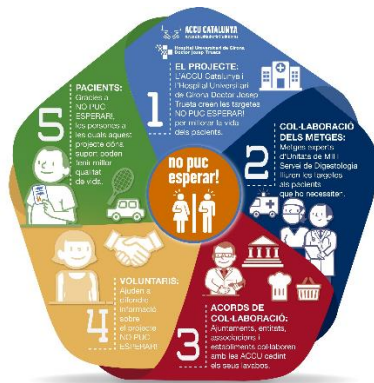 ACCU CATALUNYA
Hospital Universitari de Girona
Doctor Josep Trueta
1
EL PROJECTE:
L'ACCU Catalunya i
l'Hospital Universitari
de Girona Doctor Josep
Trueta creen les targetes
NO PUC ESPERAR!
per millorar la vida
dels pacients.
2
COL·LABORACIÓ
DELS METGES:
Metges experts
d'Unitats de MII i
Servei de Digestologia
lliuren les targetes
als pacients
que ho necessiten.
3
ACORDS DE
COL·LABORACIÓ:
Ajuntaments, entitats,
associacions i
establiments col·laboren
amb les ACCU cedint
els seus lavabos.
4
VOLUNTARIS:
Ajuden a
difondre
informació
sobre
el projecte
NO PUC
ESPERAR!
5
PACIENTS:
Gràcies a
NO PUC
ESPERAR!,
les persones a
les quals aquest
projecte dóna
suport poden
tenir millor
qualitat
de vida.
no puc
esperar!